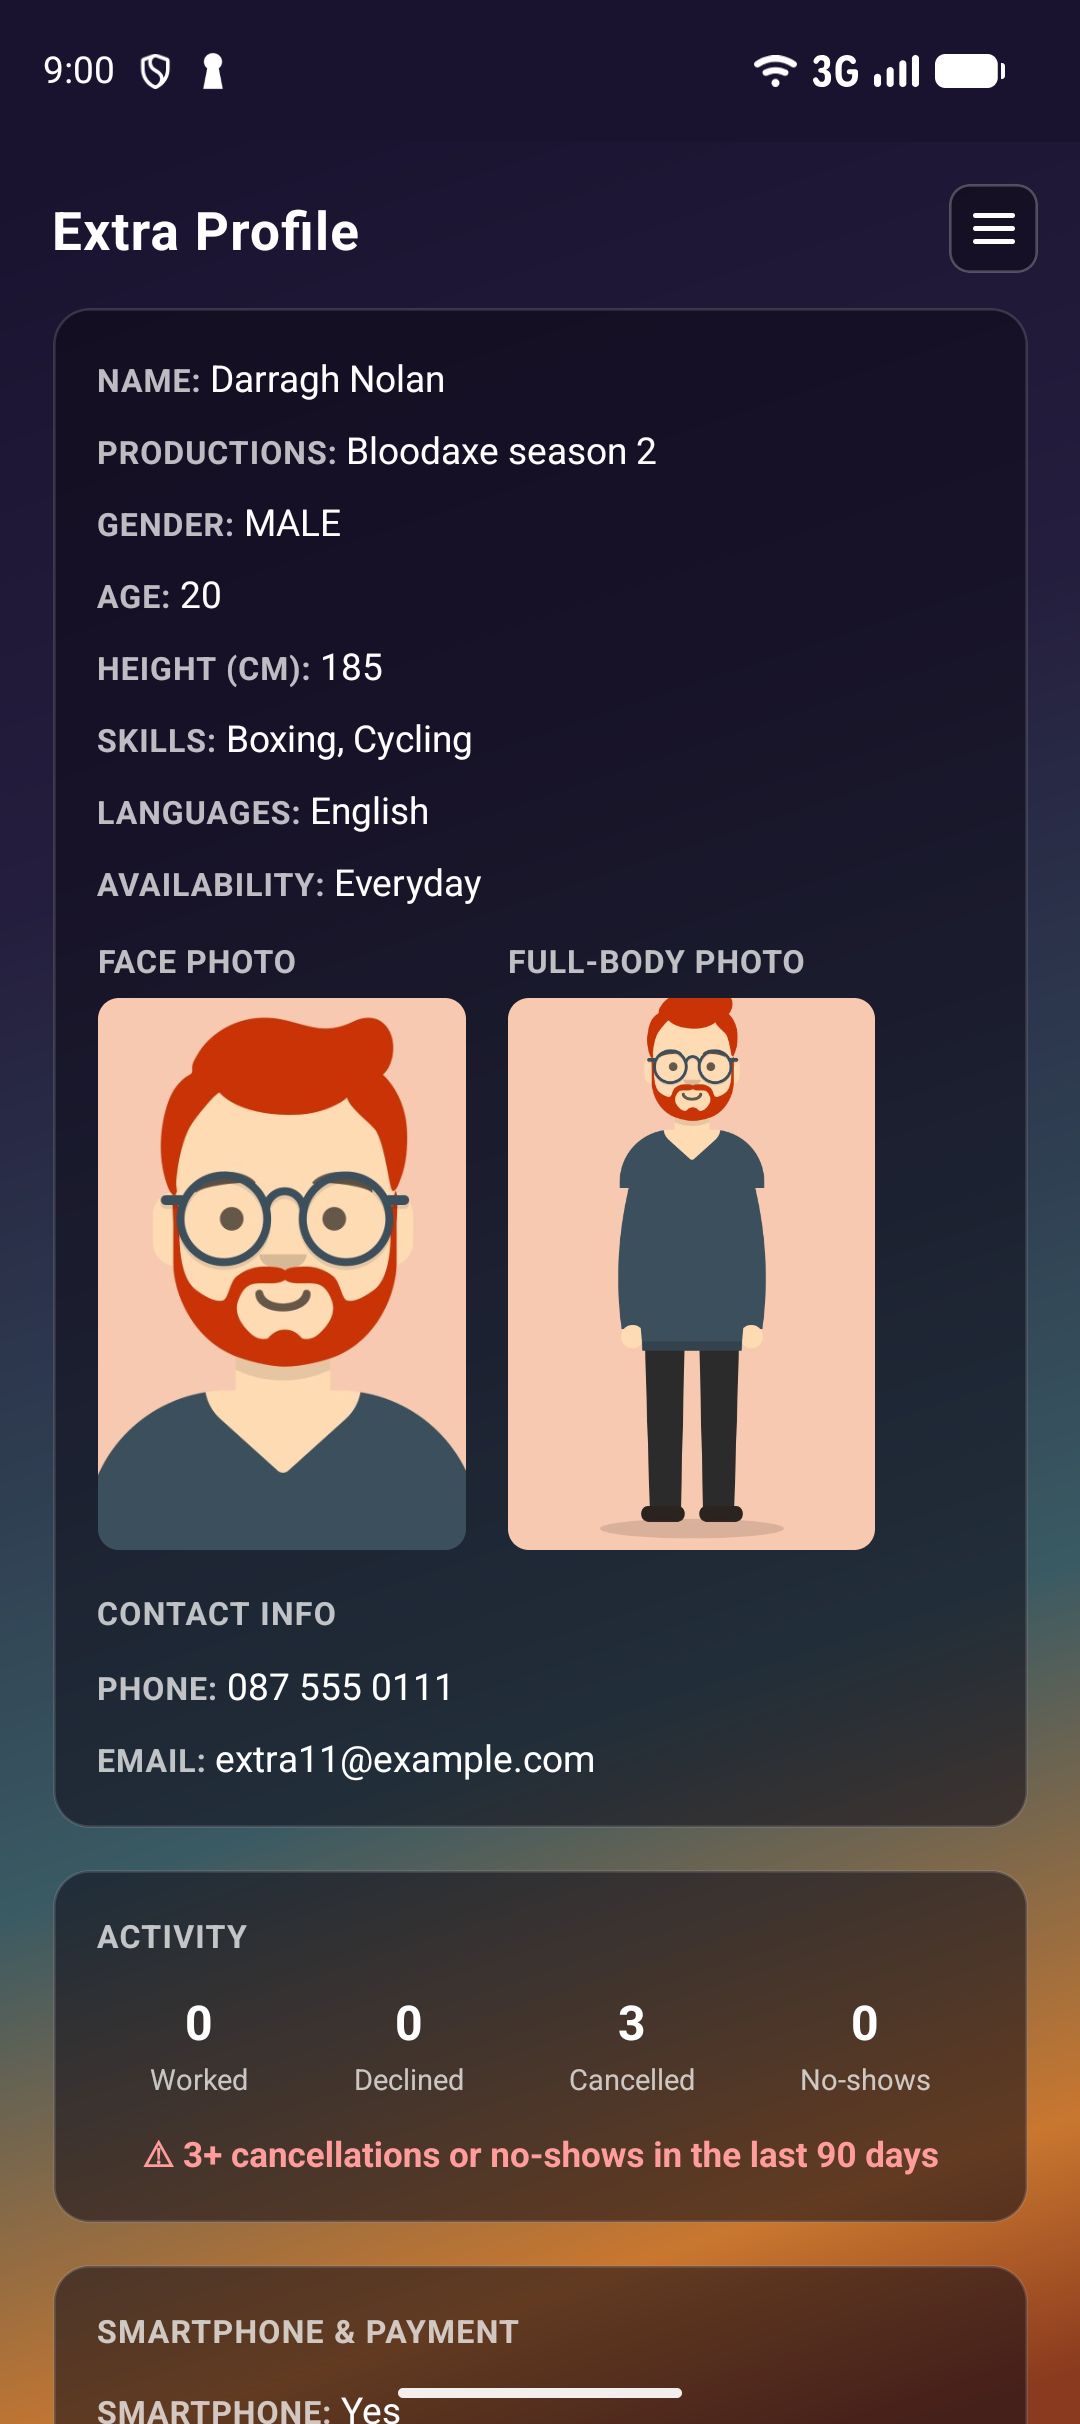 9:00 3G
Extra Profile
NAME: Darragh Nolan
PRODUCTIONS: Bloodaxe season 2
GENDER: MALE
AGE: 20
HEIGHT (CM): 185
SKILLS: Boxing, Cycling
LANGUAGES: English
AVAILABILITY: Everyday
FACE PHOTO FULL-BODY PHOTO
CONTACT INFO
PHONE: 087 555 0111
EMAIL: extra11@example.com
ACTIVITY
0 0 3 0
Worked Declined Cancelled No-shows
⚠ 3+ cancellations or no-shows in the last 90 days
SMARTPHONE & PAYMENT
SMARTPHONE: Yes